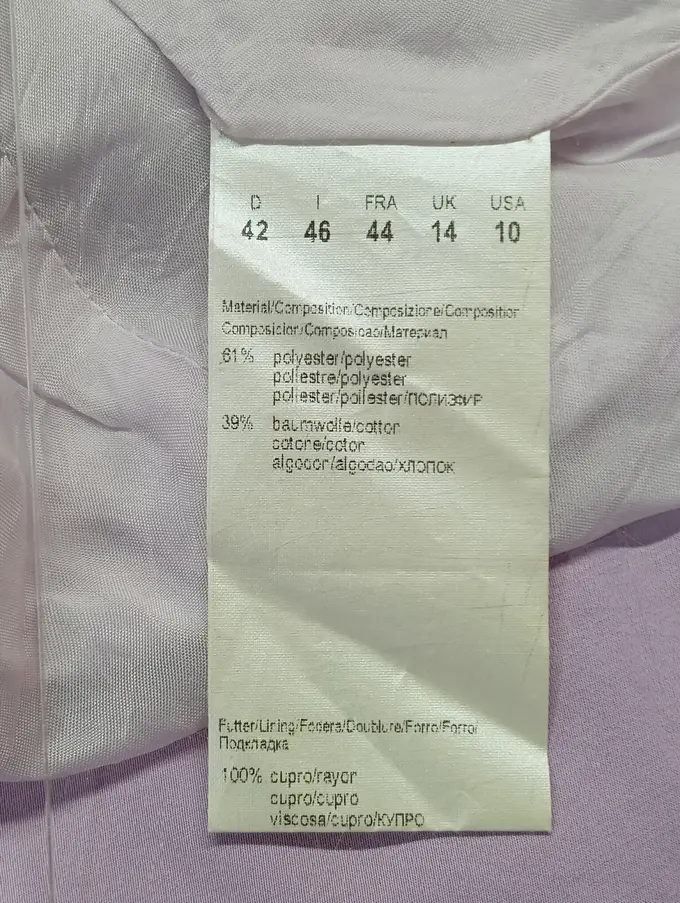 D I FRA UK USA
42 46 44 14 10
Material/Composition/Composizione/Composition
Composicion/Composicao/Материал
61% polyester/polyester
poliestre/polyester
poliester/poliester/ПОЛИЭФИР
39% baumwolle/cotton
cotone/coton
algodon/algodao/ХЛОПОК
Futter/Lining/Fodera/Doublure/Forro/Forro/
Подкладка
100% cupro/rayon
cupro/cupro
viscosa/cupro/КУПРО